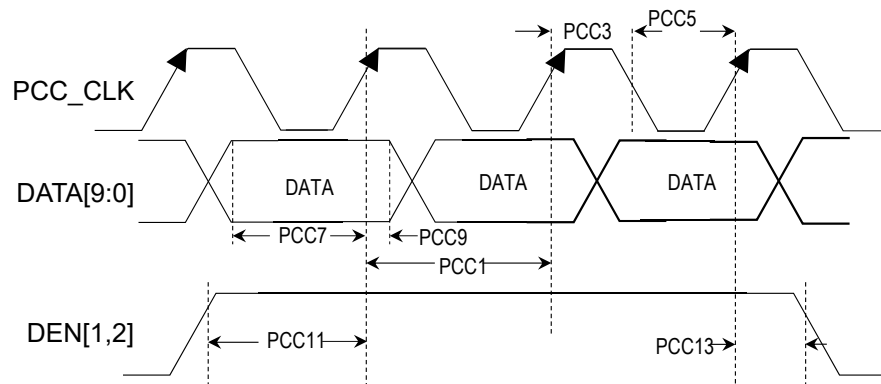 PCC3
PCC5
PCC_CLK
DATA[9:0]
DATA
DATA
DATA
PCC7
PCC9
PCC1
DEN[1,2]
PCC11
PCC13